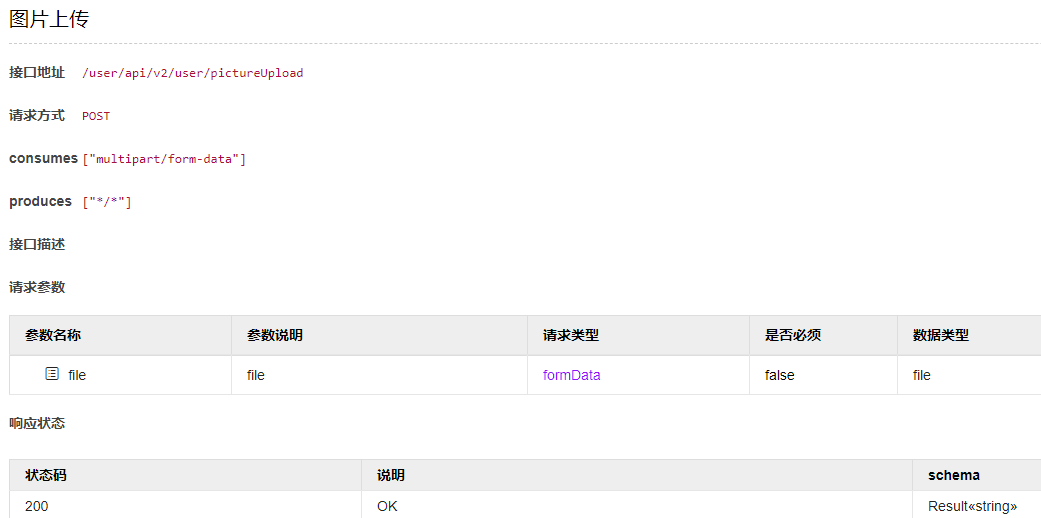 图片上传
接口地址 /user/api/v2/user/pictureUpload
请求方式 POST
consumes ["multipart/form-data"]
produces ["*/*"]
接口描述
请求参数
参数名称 参数说明 请求类型 是否必须 数据类型
file file formData false file
响应状态
状态码 说明 schema
200 OK Result«string»